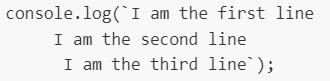 console.log(`I am the first line
     I am the second line
      I am the third line`);